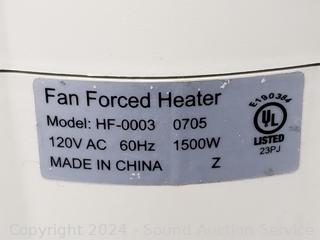 Fan Forced Heater
Model: HF-0003 0705
120V AC 60Hz 1500W
MADE IN CHINA Z
E190364
UL
LISTED
23PJ
Copyright 2024 - Sound Auction Service